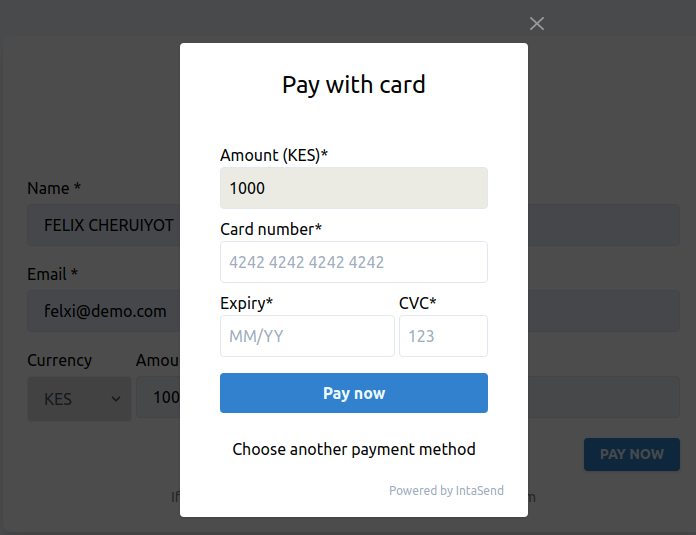 Pay with card
Amount (KES)*
1000
Card number*
4242 4242 4242 4242
Expiry* CVC*
MM/YY 123
Pay now
Choose another payment method
Powered by IntaSend
Name *
FELIX CHERUIYOT
Email *
felxi@demo.com
Currency Amou
KES 100
PAY NOW
If